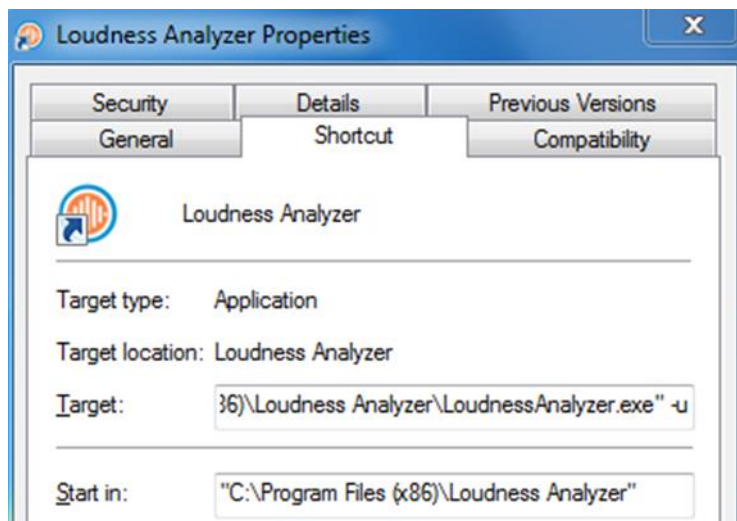 Loudness Analyzer Properties
Security Details Previous Versions
General Shortcut Compatibility
Loudness Analyzer
Target type: Application
Target location: Loudness Analyzer
Target: 36)\Loudness Analyzer\LoudnessAnalyzer.exe" -u
Start in: "C:\Program Files (x86)\Loudness Analyzer"